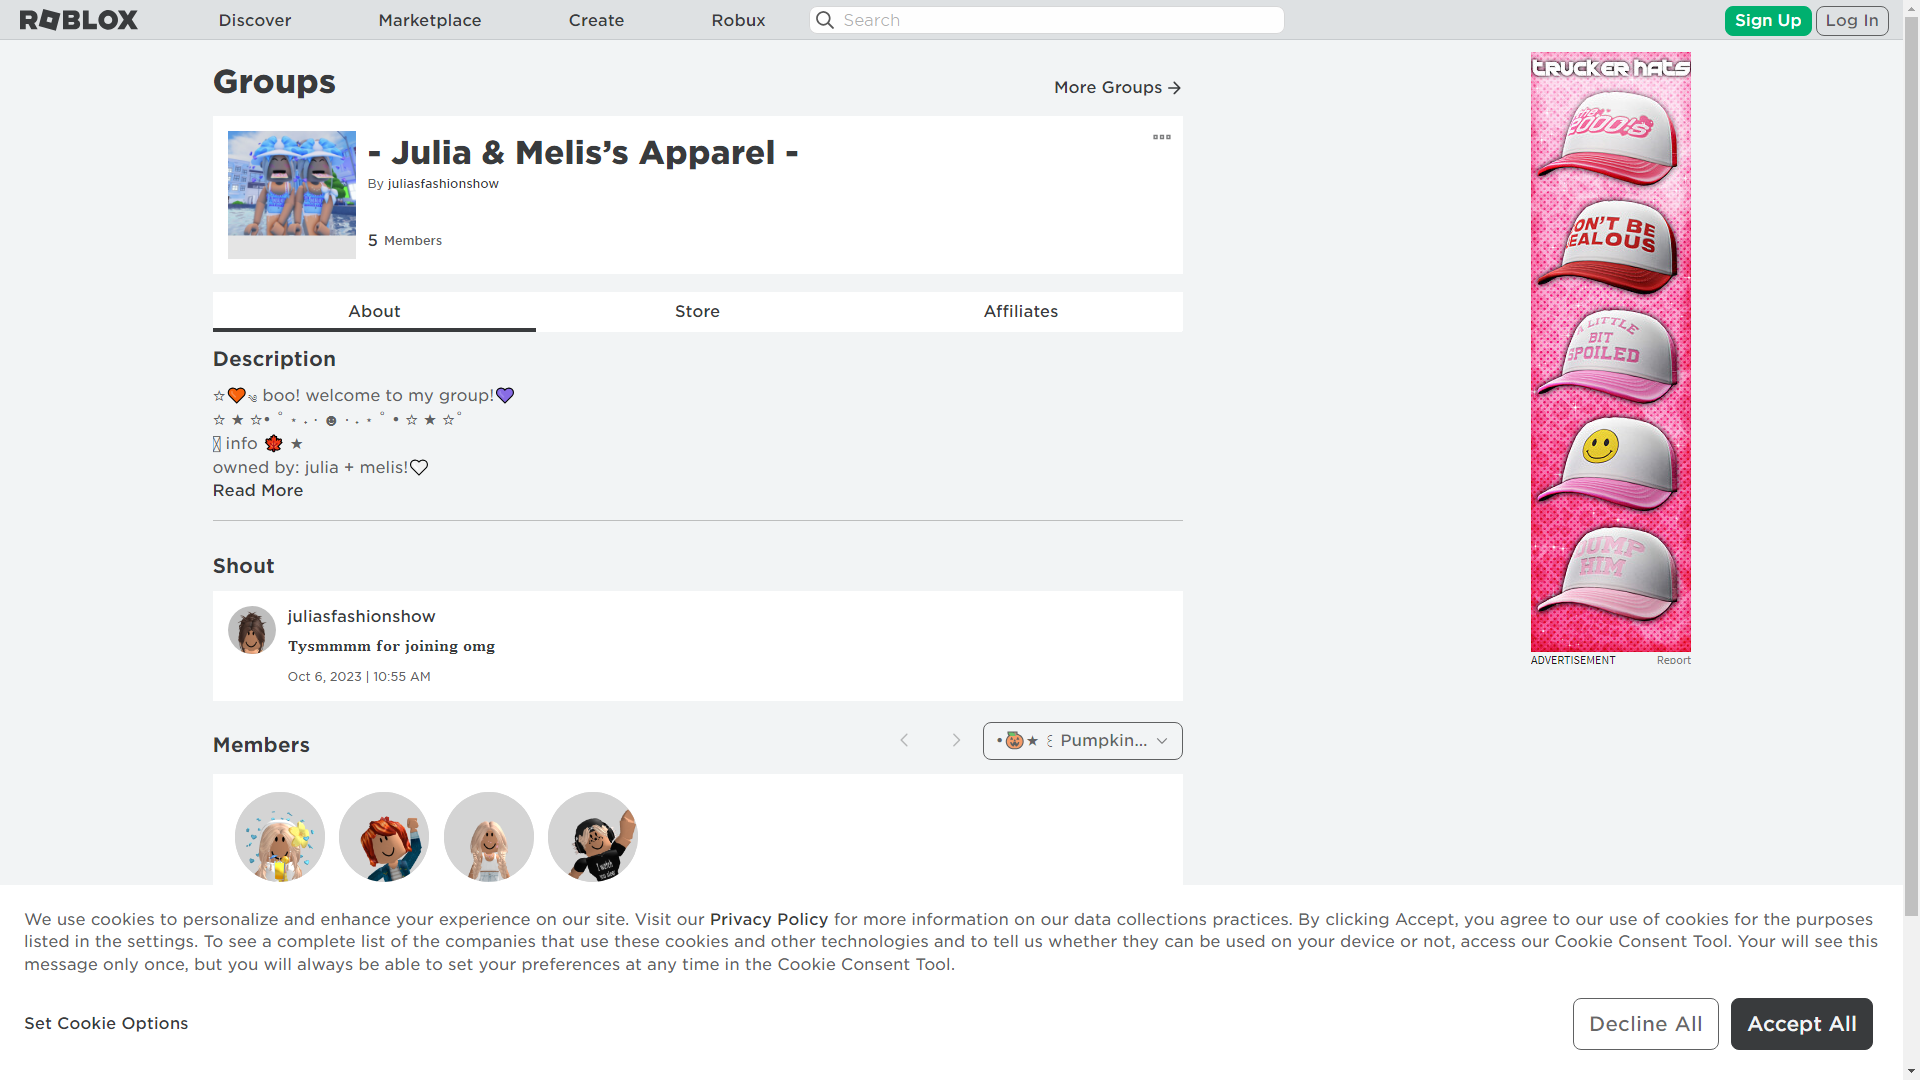 ROBLOX
Discover
Marketplace
Create
Robux
Search
Sign Up
Log In
Groups
More Groups →
- Julia & Melis’s Apparel -
By juliasfashionshow
5 Members
About
Store
Affiliates
Description
☆🧡༄ boo! welcome to my group!💜
☆ ★ ☆• ゜・。· ☻ ·。・゜• ☆ ★ ☆゜
info 🍁 ★
owned by: julia + melis!🤍
Read More
Shout
juliasfashionshow
Tysmmmm for joining omg
Oct 6, 2023 | 10:55 AM
Members
•🎃★ ꒰ Pumpkin...
I watch
you sleep
TRUCKER HATS
the 2000's
DON'T BE
JEALOUS
A LITTLE
BIT
SPOILED
JUMP
HIM
ADVERTISEMENT
Report
We use cookies to personalize and enhance your experience on our site. Visit our Privacy Policy for more information on our data collections practices. By clicking Accept, you agree to our use of cookies for the purposes
listed in the settings. To see a complete list of the companies that use these cookies and other technologies and to tell us whether they can be used on your device or not, access our Cookie Consent Tool. Your will see this
message only once, but you will always be able to set your preferences at any time in the Cookie Consent Tool.
Set Cookie Options
Decline All
Accept All